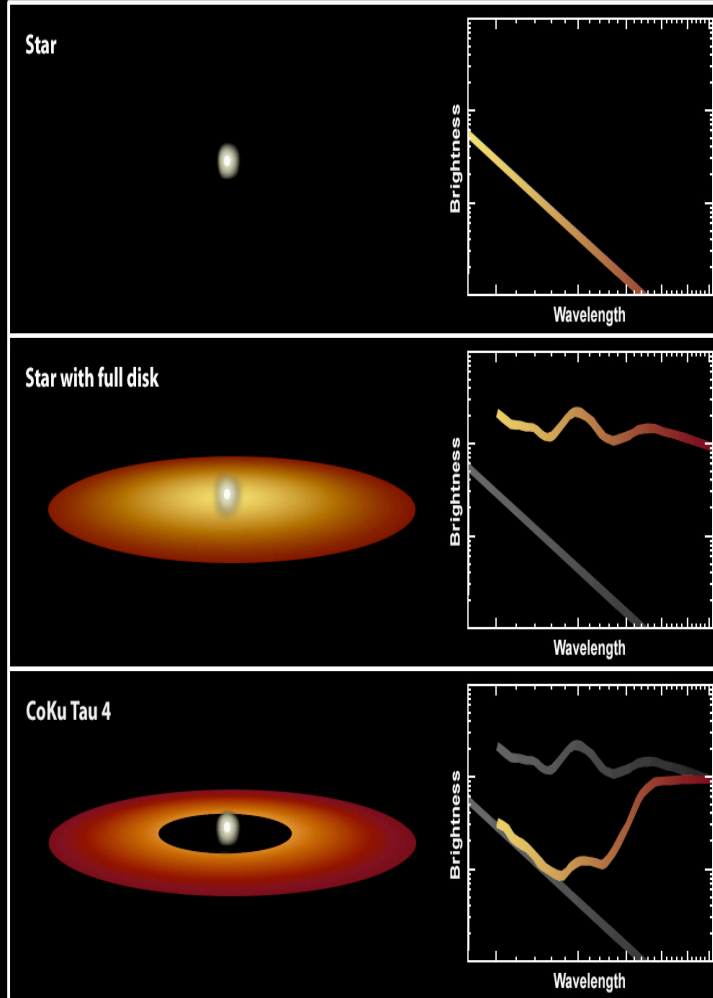 Star
Brightness
Wavelength
Star with full disk
Brightness
Wavelength
CoKu Tau 4
Brightness
Wavelength